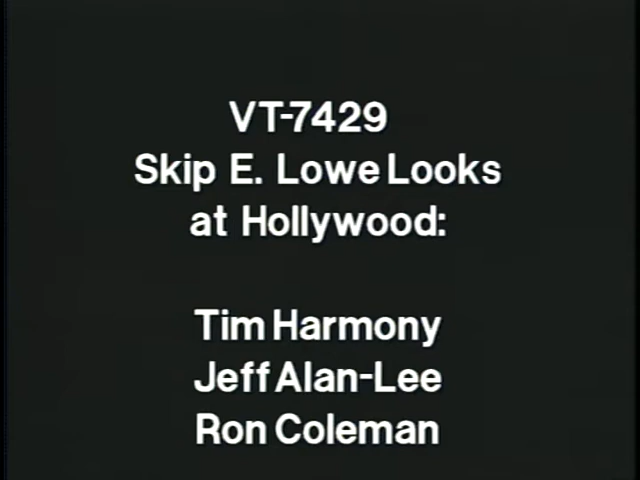 VT-7429
Skip E. Lowe Looks
at Hollywood:
Tim Harmony
Jeff Alan-Lee
Ron Coleman